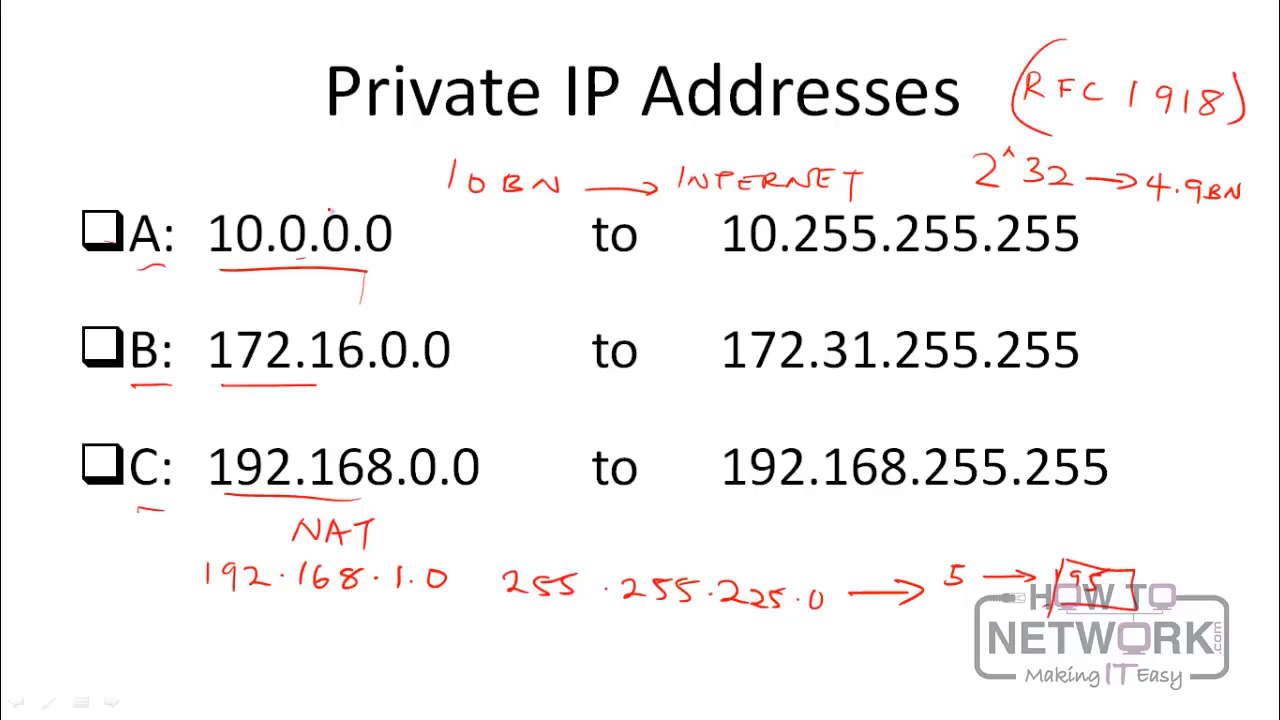 Private IP Addresses (RFC 1918)
10BN → INTERNET 2^32 → 4.9BN
A: 10.0.0.0 to 10.255.255.255
B: 172.16.0.0 to 172.31.255.255
C: 192.168.0.0 to 192.168.255.255
NAT
192.168.1.0 255.255.225.0 → 5 → 95
HOW TO
NETWORK.com
Making IT Easy